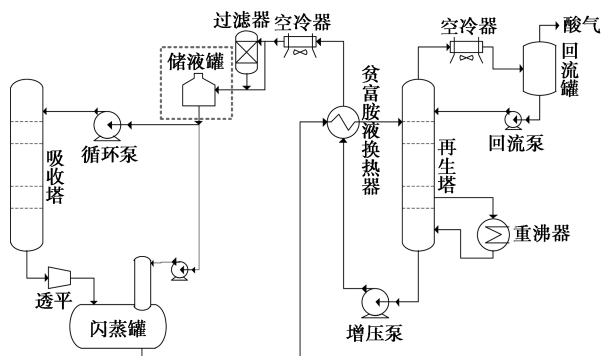 过滤器
空冷器
空冷器
酸气
储液罐
回流罐
贫富胺液换热器
循环泵
回流泵
吸收塔
再生塔
重沸器
透平
闪蒸罐
增压泵